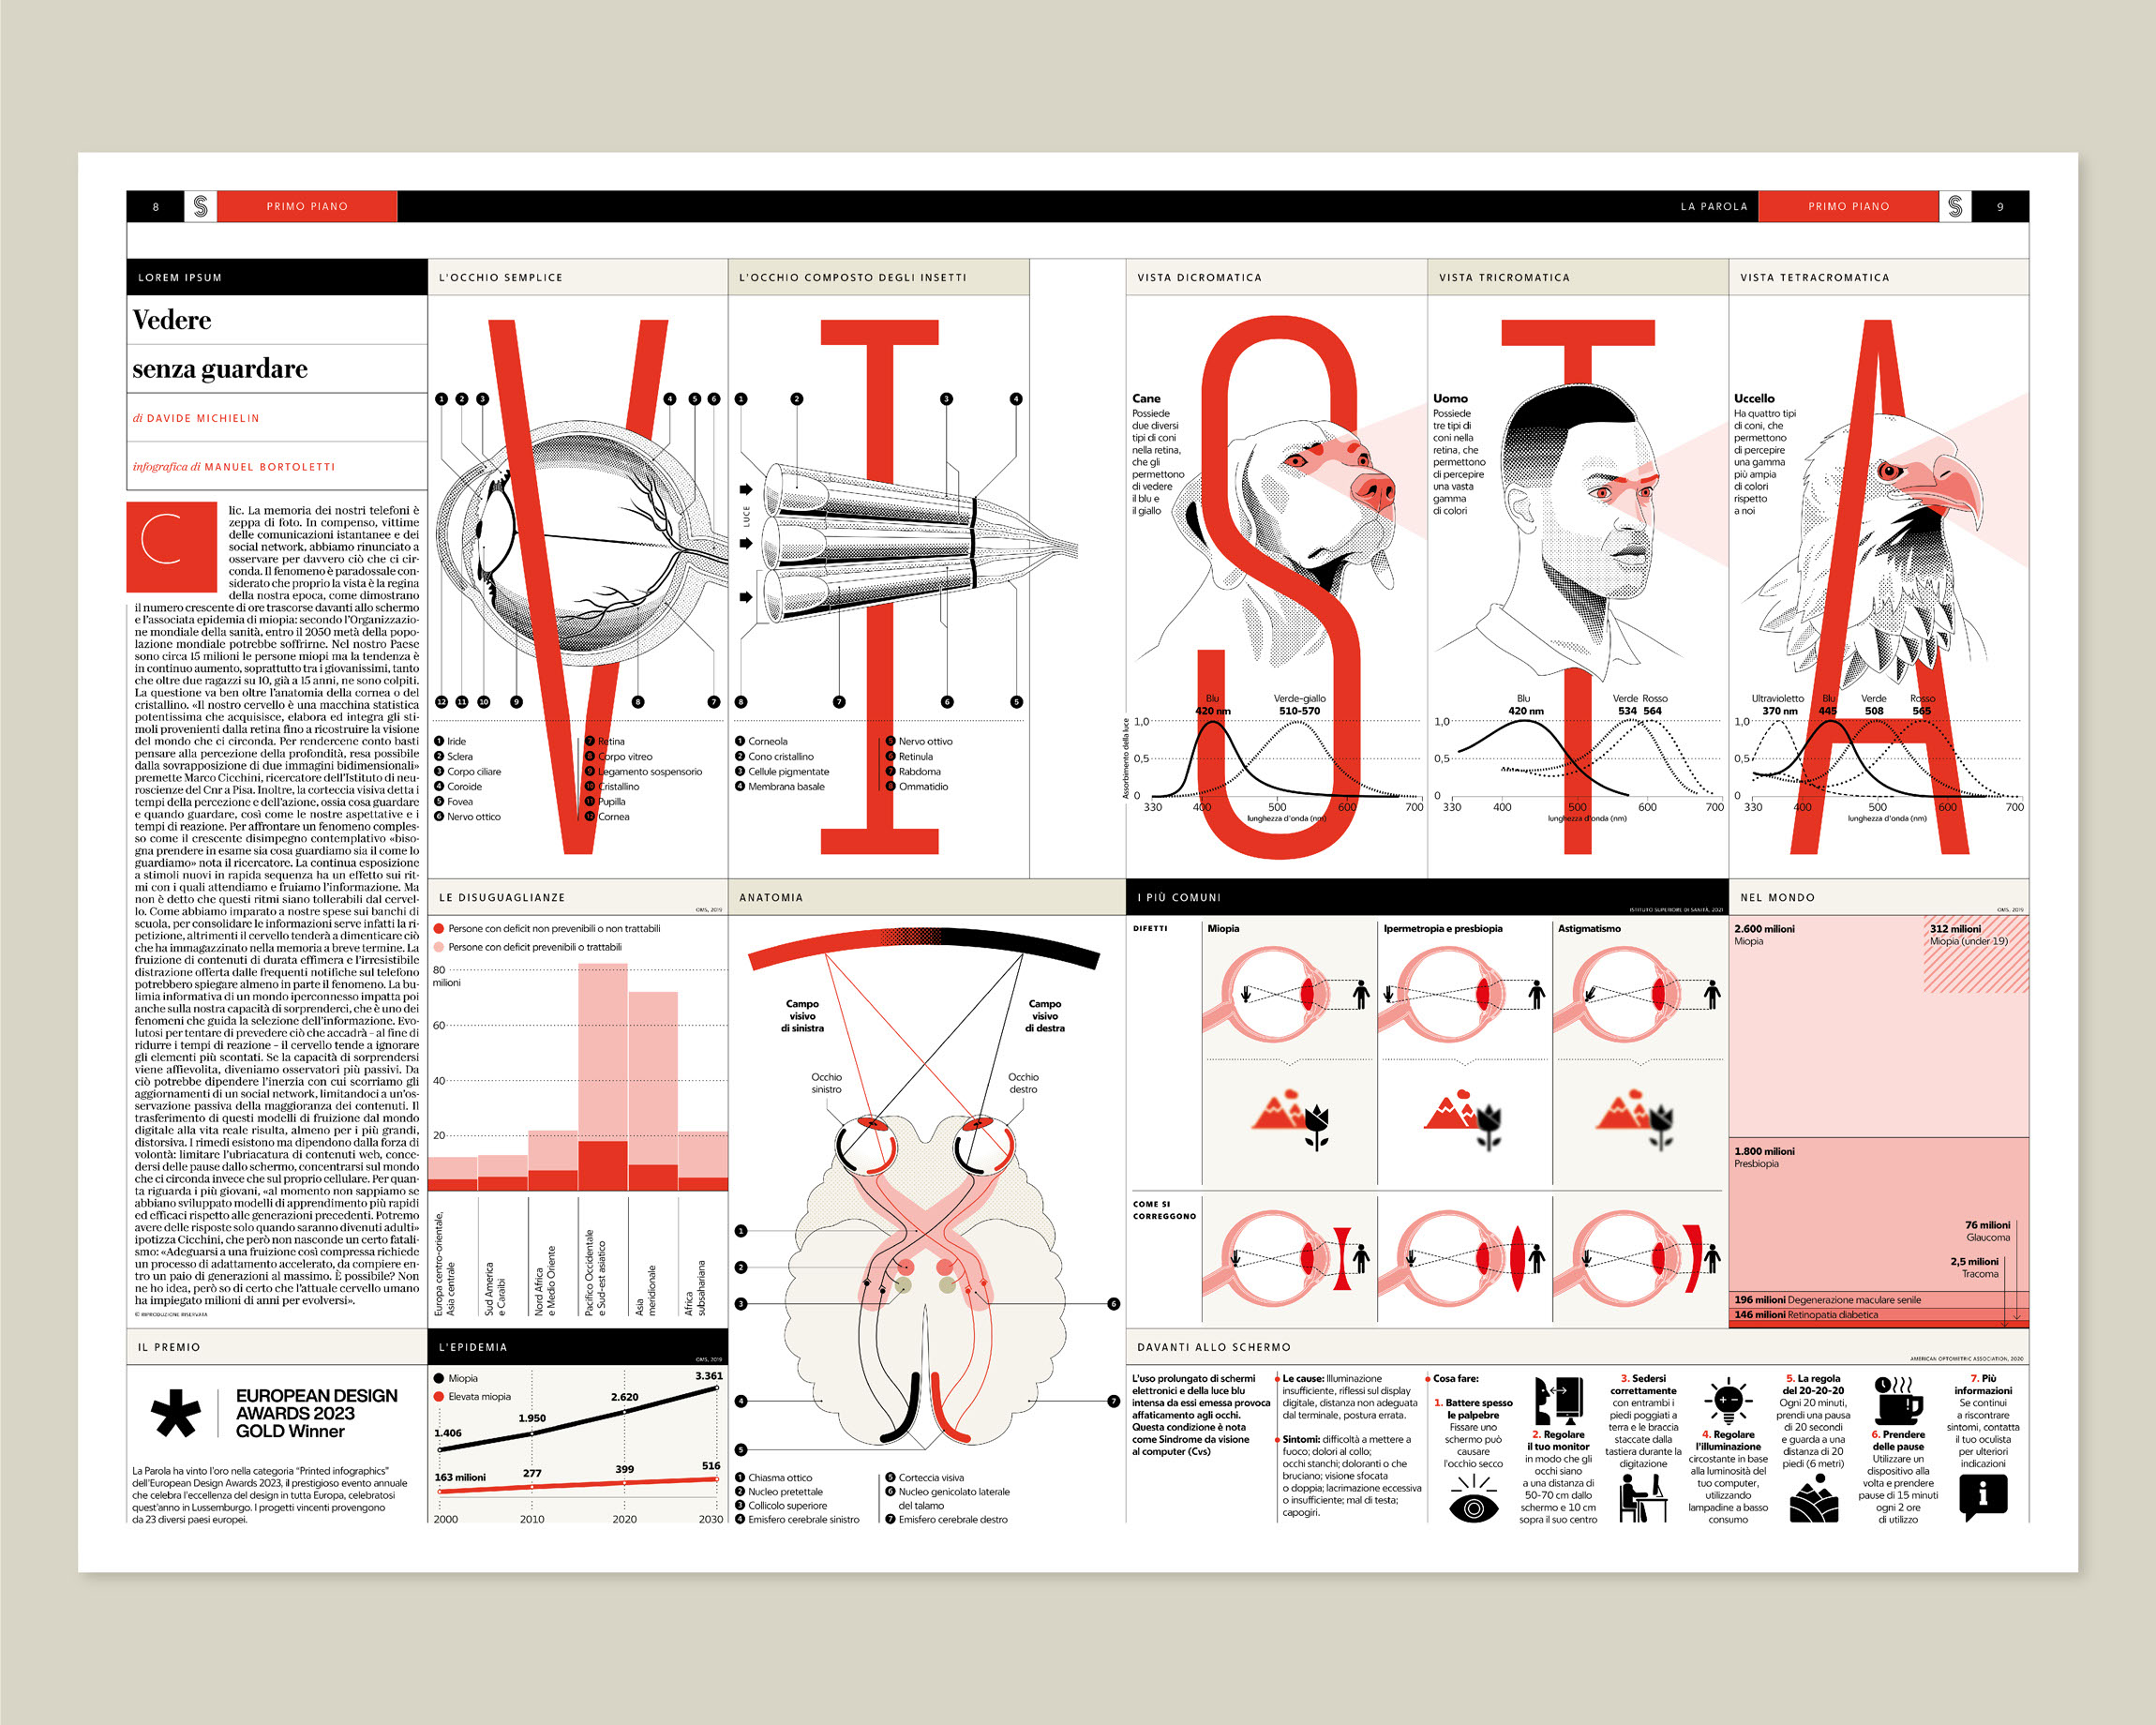 8
S
PRIMO PIANO
LA PAROLA
PRIMO PIANO
S
9
LOREM IPSUM
Vedere
senza guardare
di DAVIDE MICHIELIN
infografica di MANUEL BORTOLETTI
C
lic. La memoria dei nostri telefoni è
zeppa di foto. In compenso, vittime
delle comunicazioni istantanee e dei
social network, abbiamo rinunciato a
osservare per davvero ciò che ci cir-
conda. Il fenomeno è paradossale con-
siderato che proprio la vista è la regina
della nostra epoca, come dimostrano
il numero crescente di ore trascorse davanti allo schermo
e l'associata epidemia di miopia: secondo l'Organizzazio-
ne mondiale della sanità, entro il 2050 metà della popo-
lazione mondiale potrebbe soffrirne. Nel nostro Paese
sono circa 15 milioni le persone miopi ma la tendenza è
in continuo aumento, soprattutto tra i giovanissimi, tanto
che oltre due ragazzi su 10, già a 15 anni, ne sono colpiti.
La questione va ben oltre l'anatomia della cornea o del
cristallino. «Il nostro cervello è una macchina statistica
potentissima che acquisisce, elabora ed integra gli sti-
moli provenienti dalla retina fino a ricostruire la visione
del mondo che ci circonda. Per rendercene conto basti
pensare alla percezione della profondità, resa possibile
dalla sovrapposizione di due immagini bidimensionali»
premette Marco Cicchini, ricercatore dell'Istituto di neu-
roscienze del Cnr a Pisa. Inoltre, la corteccia visiva detta i
tempi della percezione e dell'azione, ossia cosa guardare
e quando guardare, così come le nostre aspettative e i
tempi di reazione. Per affrontare un fenomeno comples-
so come il crescente disimpegno contemplativo «biso-
gna prendere in esame sia cosa guardiamo sia il come lo
guardiamo» nota il ricercatore. La continua esposizione
a stimoli nuovi in rapida sequenza ha un effetto sui rit-
mi con i quali attendiamo e fruiamo l'informazione. Ma
non è detto che questi ritmi siano tollerabili dal cervel-
lo. Come abbiamo imparato a nostre spese sui banchi di
scuola, per consolidare le informazioni serve infatti la ri-
petizione, altrimenti il cervello tenderà a dimenticare ciò
che ha immagazzinato nella memoria a breve termine. La
fruizione di contenuti di durata effimera e l'irresistibile
distrazione offerta dalle frequenti notifiche sul telefono
potrebbero spiegare almeno in parte il fenomeno. La bu-
limia informativa di un mondo iperconnesso impatta poi
anche sulla nostra capacità di sorprenderci, che è uno dei
fenomeni che guida la selezione dell'informazione. Evo-
lutosi per tentare di prevedere ciò che accadrà – al fine di
ridurre i tempi di reazione – il cervello tende a ignorare
gli elementi più scontati. Se la capacità di sorprendersi
viene affievolita, diveniamo osservatori più passivi. Da
ciò potrebbe dipendere l'inerzia con cui scorriamo gli
aggiornamenti di un social network, limitandoci a un'os-
servazione passiva della maggioranza dei contenuti. Il
trasferimento di questi modelli di fruizione dal mondo
digitale alla vita reale risulta, almeno per i più grandi,
distorsiva. I rimedi esistono ma dipendono dalla forza di
volontà: limitare l'ubriacatura di contenuti web, conce-
dersi delle pause dallo schermo, concentrarsi sul mondo
che ci circonda invece che sul proprio cellulare. Per quan-
ta riguarda i più giovani, «al momento non sappiamo se
abbiano sviluppato modelli di apprendimento più rapidi
ed efficaci rispetto alle generazioni precedenti. Potremo
avere delle risposte solo quando saranno divenuti adulti»
ipotizza Cicchini, che però non nasconde un certo fatali-
smo: «Adeguarsi a una fruizione così compressa richiede
un processo di adattamento accelerato, da compiere en-
tro un paio di generazioni al massimo. È possibile? Non
ne ho idea, però so di certo che l'attuale cervello umano
ha impiegato milioni di anni per evolversi».
© RIPRODUZIONE RISERVATA
IL PREMIO
EUROPEAN DESIGN
AWARDS 2023
GOLD Winner
La Parola ha vinto l'oro nella categoria "Printed infographics"
dell'European Design Awards 2023, il prestigioso evento annuale
che celebra l'eccellenza del design in tutta Europa, celebratosi
quest'anno in Lussemburgo. I progetti vincenti provengono
da 23 diversi paesi europei.
L'OCCHIO SEMPLICE
V
1 2 3 4 5 6
12 11 10 9 8 7
1 Iride
2 Sclera
3 Corpo ciliare
4 Coroide
5 Fovea
6 Nervo ottico
7 Retina
8 Corpo vitreo
9 Legamento sospensorio
10 Cristallino
11 Pupilla
12 Cornea
L'OCCHIO COMPOSTO DEGLI INSETTI
I
1 2 3 4
LUCE
8 7 6 5
1 Corneola
2 Cono cristallino
3 Cellule pigmentate
4 Membrana basale
5 Nervo ottivo
6 Retinula
7 Rabdoma
8 Ommatidio
VISTA DICROMATICA
S
Cane
Possiede
due diversi
tipi di coni
nella retina,
che gli
permettono
di vedere
il blu e
il giallo
Blu
420 nm
Verde-giallo
510-570
Assorbimento della luce
1,0
0,5
0
330 400 500 600 700
lunghezza d'onda (nm)
VISTA TRICROMATICA
T
Uomo
Possiede
tre tipi di
coni nella
retina, che
permettono
di percepire
una vasta
gamma
di colori
Blu
420 nm
Verde Rosso
534 564
1,0
0,5
0
330 400 500 600 700
lunghezza d'onda (nm)
VISTA TETRACROMATICA
A
Uccello
Ha quattro tipi
di coni, che
permettono
di percepire
una gamma
più ampia
di colori
rispetto
a noi
Ultravioletto Blu Verde Rosso
370 nm 445 508 565
1,0
0,5
0
330 400 500 600 700
lunghezza d'onda (nm)
LE DISUGUAGLIANZE
OMS, 2019
Persone con deficit non prevenibili o non trattabili
Persone con deficit prevenibili o trattabili
80
milioni
60
40
20
Europa centro-orientale,
Asia centrale
Sud America
e Caraibi
Nord Africa
e Medio Oriente
Pacifico Occidentale
e Sud-est asiatico
Asia
meridionale
Africa
subsahariana
L'EPIDEMIA
OMS, 2019
Miopia
Elevata miopia
1.406
1.950
2.620
3.361
163 milioni
277
399
516
2000 2010 2020 2030
ANATOMIA
Campo
visivo
di sinistra
Campo
visivo
di destra
Occhio
sinistro
Occhio
destro
1
2
3
6
4
7
5
1 Chiasma ottico
2 Nucleo pretettale
3 Collicolo superiore
4 Emisfero cerebrale sinistro
5 Corteccia visiva
6 Nucleo genicolato laterale
del talamo
7 Emisfero cerebrale destro
I PIÙ COMUNI
ISTITUTO SUPERIORE DI SANITÀ, 2021
DIFETTI
Miopia
Ipermetropia e presbiopia
Astigmatismo
COME SI
CORREGGONO
NEL MONDO
OMS, 2019
2.600 milioni
Miopia
312 milioni
Miopia (under 19)
1.800 milioni
Presbiopia
76 milioni
Glaucoma
2,5 milioni
Tracoma
196 milioni Degenerazione maculare senile
146 milioni Retinopatia diabetica
DAVANTI ALLO SCHERMO
AMERICAN OPTOMETRIC ASSOCIATION, 2020
L'uso prolungato di schermi
elettronici e della luce blu
intensa da essi emessa provoca
affaticamento agli occhi.
Questa condizione è nota
come Sindrome da visione
al computer (Cvs)
Le cause: Illuminazione
insufficiente, riflessi sul display
digitale, distanza non adeguata
dal terminale, postura errata.
Sintomi: difficoltà a mettere a
fuoco; dolori al collo;
occhi stanchi; doloranti o che
bruciano; visione sfocata
o doppia; lacrimazione eccessiva
o insufficiente; mal di testa;
capogiri.
Cosa fare:
1. Battere spesso
le palpebre
Fissare uno
schermo può
causare
l'occhio secco
2. Regolare
il tuo monitor
in modo che gli
occhi siano
a una distanza di
50-70 cm dallo
schermo e 10 cm
sopra il suo centro
3. Sedersi
correttamente
con entrambi i
piedi poggiati a
terra e le braccia
staccate dalla
tastiera durante la
digitazione
4. Regolare
l'illuminazione
circostante in base
alla luminosità del
tuo computer,
utilizzando
lampadine a basso
consumo
5. La regola
del 20-20-20
Ogni 20 minuti,
prendi una pausa
di 20 secondi
e guarda a una
distanza di 20
piedi (6 metri)
6. Prendere
delle pause
Utilizzare un
dispositivo alla
volta e prendere
pause di 15 minuti
ogni 2 ore
di utilizzo
7. Più
informazioni
Se continui
a riscontrare
sintomi, contatta
il tuo oculista
per ulteriori
indicazioni
i